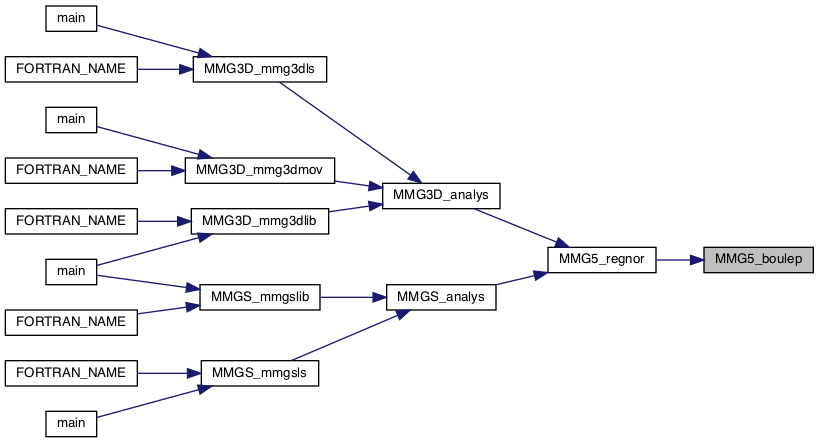 main
FORTRAN_NAME
MMG3D_mmg3dls
main
FORTRAN_NAME
MMG3D_mmg3dmov
MMG3D_analys
FORTRAN_NAME
MMG3D_mmg3dlib
main
MMG5_regnor
MMG5_boulep
MMGS_mmgslib
MMGS_analys
FORTRAN_NAME
FORTRAN_NAME
MMGS_mmgsls
main